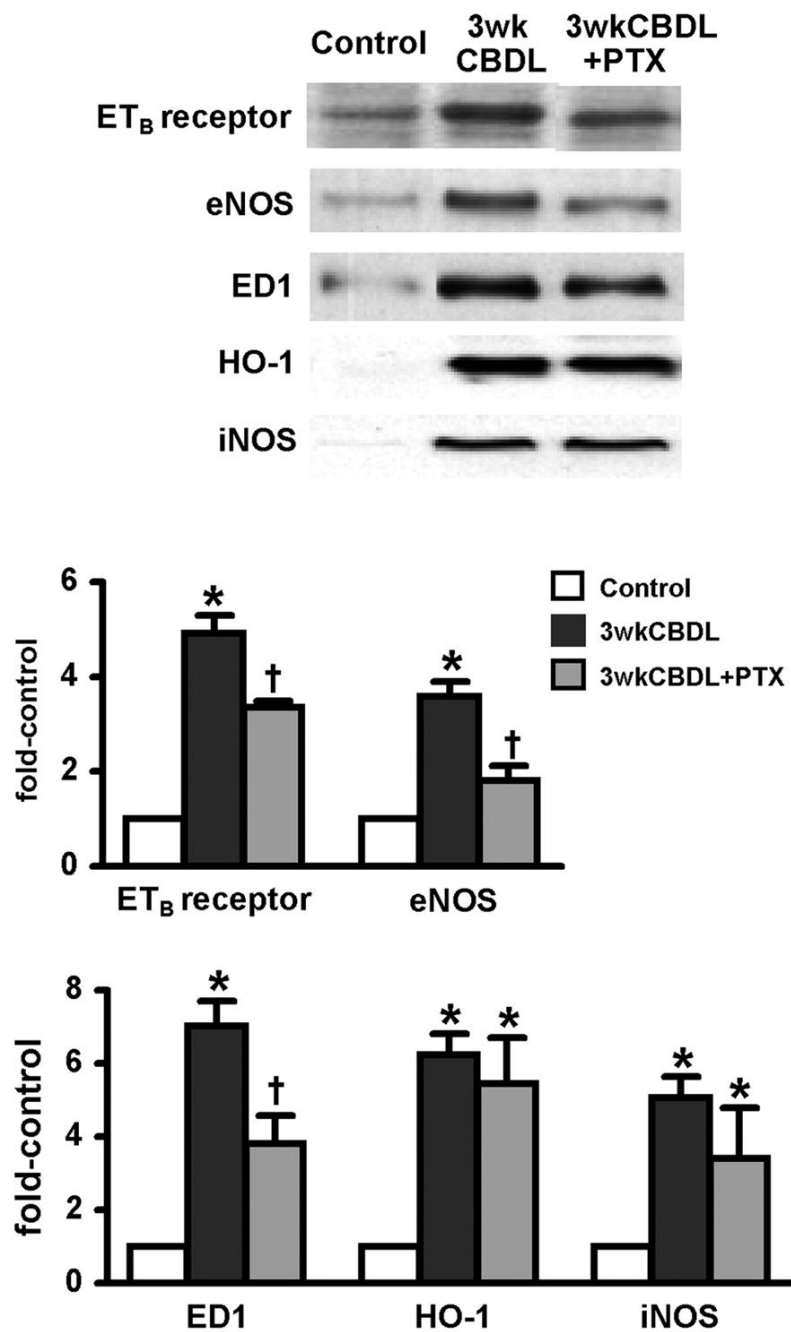 Control 3wk CBDL 3wkCBDL +PTX
ET_B receptor
eNOS
ED1
HO-1
iNOS
6
4
2
0
fold-control
* † * †
Control
3wkCBDL
3wkCBDL+PTX
ET_B receptor eNOS
8
6
4
2
0
fold-control
* † * * * *
ED1 HO-1 iNOS